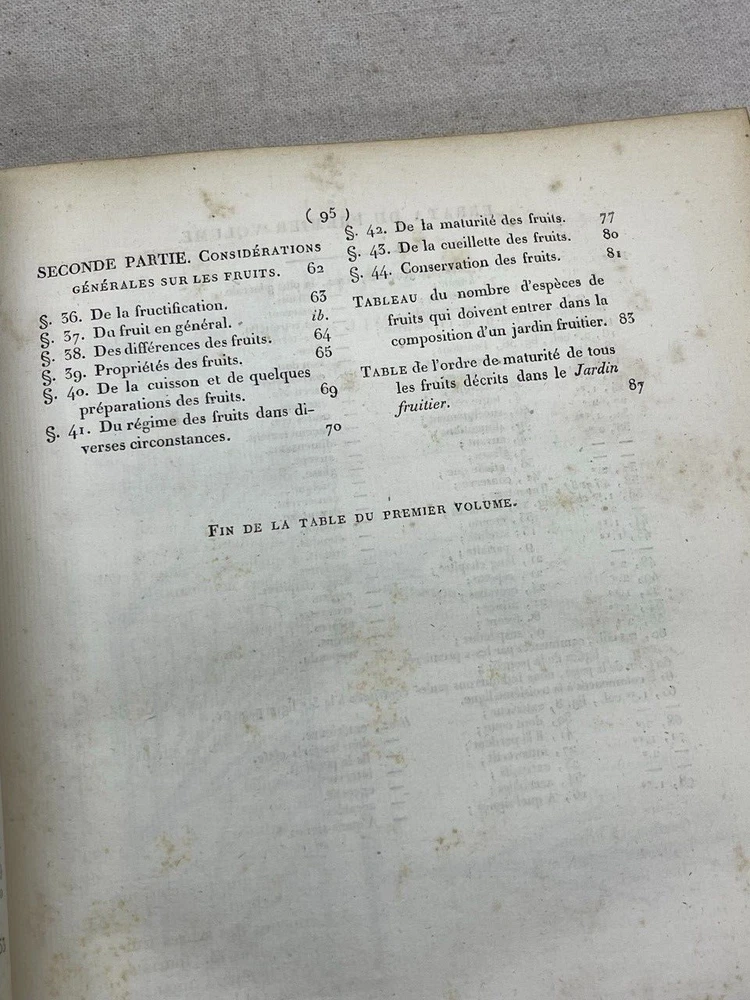 ( 95 )
SECONDE PARTIE. CONSIDÉRATIONS
GÉNÉRALES SUR LES FRUITS. 62
§. 36. De la fructification. 63
§. 37. Du fruit en général. ib.
§. 38. Des différences des fruits. 64
§. 39. Propriétés des fruits. 65
§. 40. De la cuisson et de quelques
préparations des fruits. 69
§. 41. Du régime des fruits dans di-
verses circonstances. 70
§. 42. De la maturité des fruits. 77
§. 43. De la cueillette des fruits. 80
§. 44. Conservation des fruits. 81
TABLEAU du nombre d'espèces de
fruits qui doivent entrer dans la
composition d'un jardin fruitier. 83
TABLE de l'ordre de maturité de tous
les fruits décrits dans le Jardin
fruitier. 87
FIN DE LA TABLE DU PREMIER VOLUME.